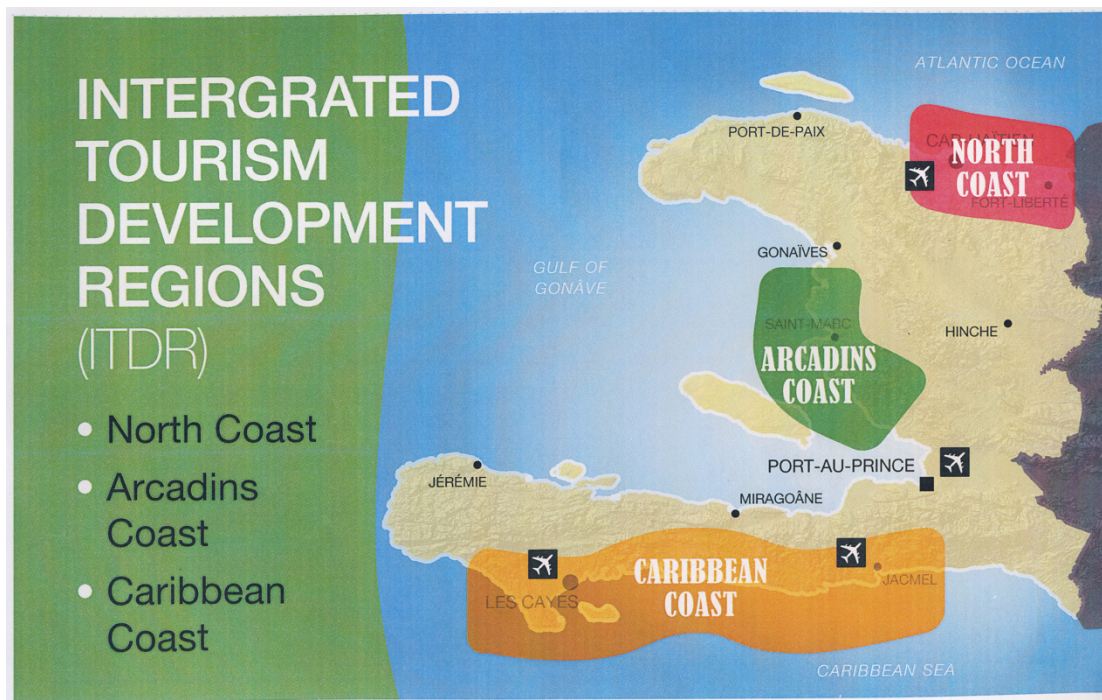 INTERGRATED
TOURISM
DEVELOPMENT
REGIONS
(ITDR)
• North Coast
• Arcadins
Coast
• Caribbean
Coast
ATLANTIC OCEAN
PORT-DE-PAIX
CAP-HAÏTIEN
NORTH
COAST
FORT-LIBERTÉ
GONAÏVES
GULF OF
GONÂVE
SAINT-MARC
HINCHE
ARCADINS
COAST
PORT-AU-PRINCE
JÉRÉMIE
MIRAGOÂNE
CARIBBEAN
COAST
LES CAYES
JACMEL
CARIBBEAN SEA